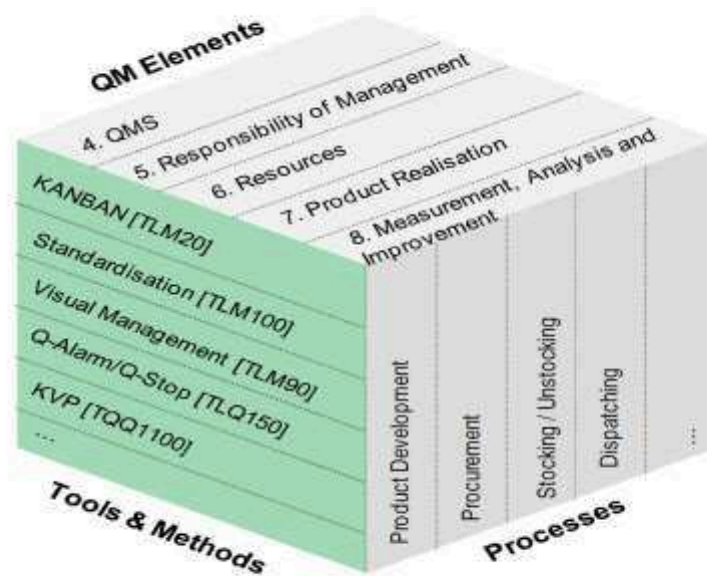 QM Elements
4. QMS
5. Responsibility of Management
6. Resources
7. Product Realisation
8. Measurement, Analysis and
Improvement
KANBAN [TLM20]
Standardisation [TLM100]
Visual Management [TLM90]
Q-Alarm/Q-Stop [TLQ150]
KVP [TQQ1100]
...
Tools & Methods
Product Development
Procurement
Stocking / Unstocking
Dispatching
...
Processes